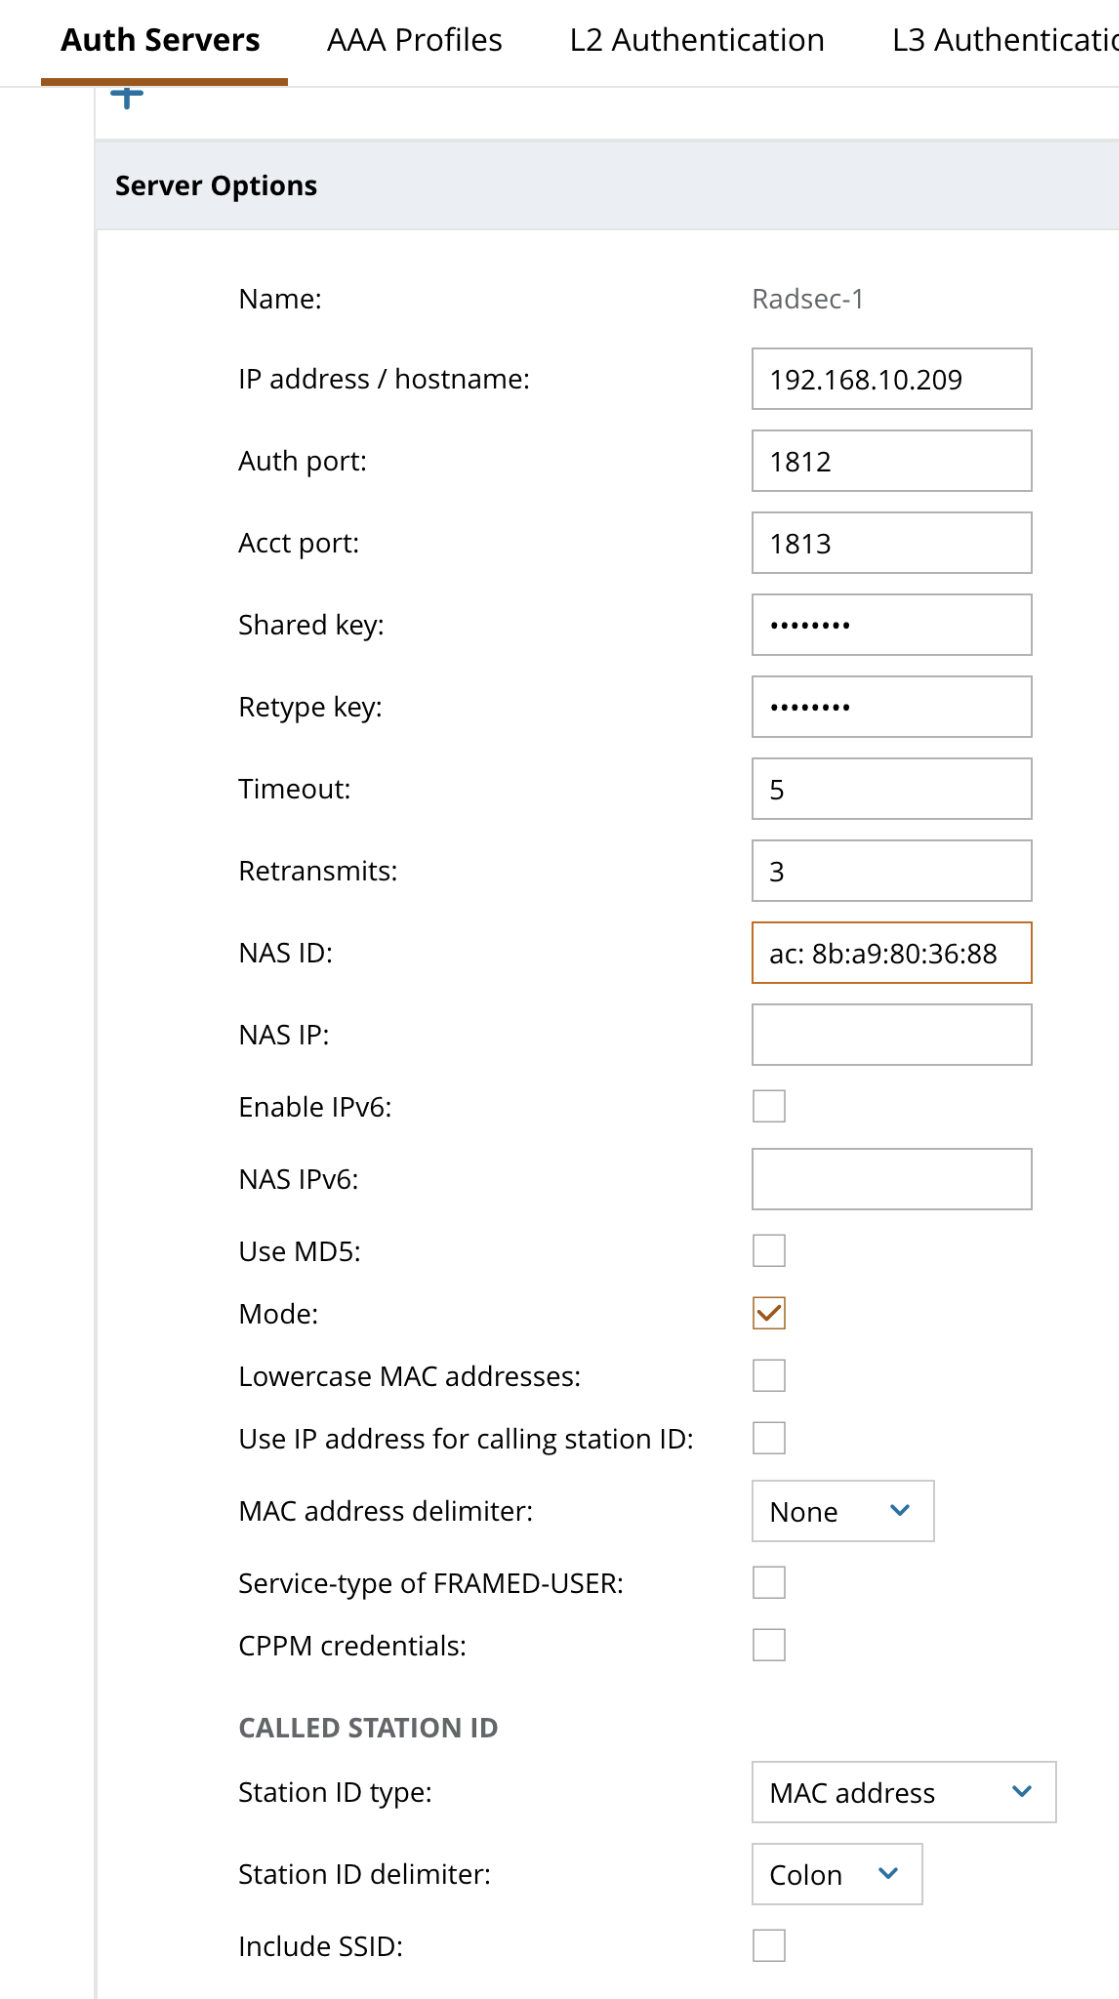 Auth Servers AAA Profiles L2 Authentication L3 Authenticatic
Server Options
Name: Radsec-1
IP address / hostname: 192.168.10.209
Auth port: 1812
Acct port: 1813
Shared key: ••••••••
Retype key: ••••••••
Timeout: 5
Retransmits: 3
NAS ID: ac: 8b:a9:80:36:88
NAS IP:
Enable IPv6:
NAS IPv6:
Use MD5:
Mode:
Lowercase MAC addresses:
Use IP address for calling station ID:
MAC address delimiter: None
Service-type of FRAMED-USER:
CPPM credentials:
CALLED STATION ID
Station ID type: MAC address
Station ID delimiter: Colon
Include SSID: